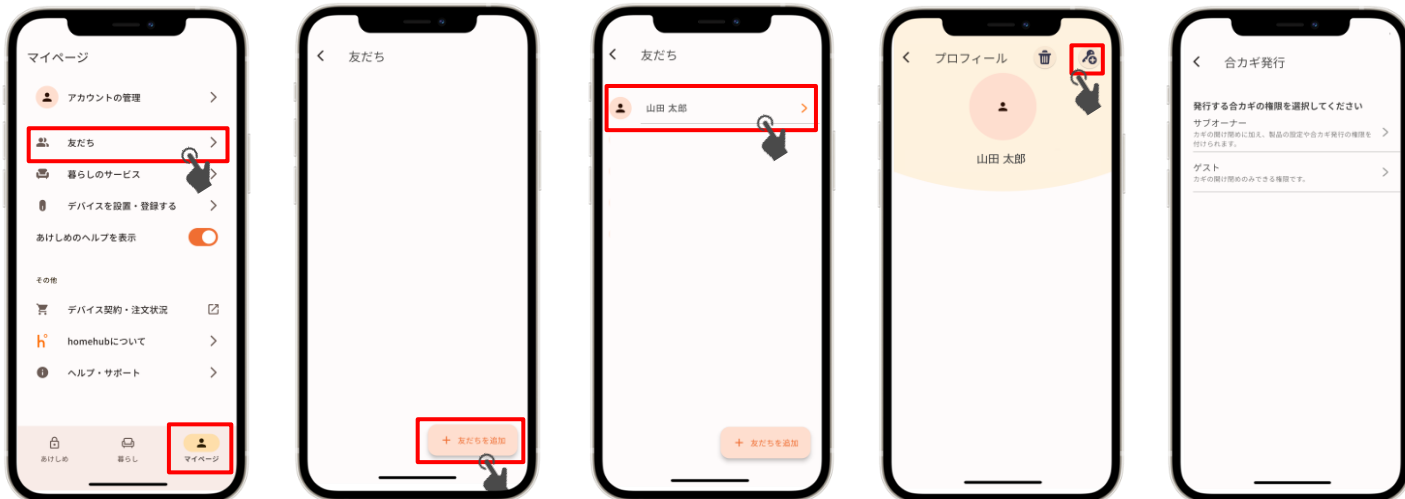 マイページ
アカウントの管理
友だち
暮らしのサービス
デバイスを設置・登録する
あけしめのヘルプを表示
その他
デバイス契約・注文状況
homehubについて
ヘルプ・サポート
あけしめ
暮らし
マイページ
友だち
+ 友だちを追加
友だち
山田 太郎
+ 友だちを追加
プロフィール
山田 太郎
合カギ発行
発行する合カギの権限を選択してください
サブオーナー
カギの開け閉めに加え、製品の設定や合カギ発行の権限を
付けられます。
ゲスト
カギの開け閉めのみできる権限です。